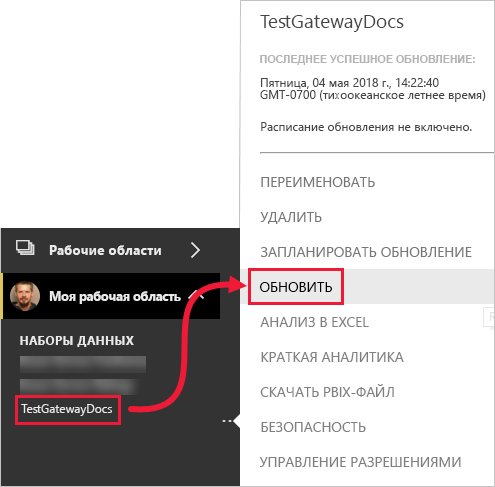 TestGatewayDocs
ПОСЛЕДНЕЕ УСПЕШНОЕ ОБНОВЛЕНИЕ:
Пятница, 04 мая 2018 г., 14:22:40
GMT-0700 (тихоокеанское летнее время)
Расписание обновления не включено.
ПЕРЕИМЕНОВАТЬ
УДАЛИТЬ
ЗАПЛАНИРОВАТЬ ОБНОВЛЕНИЕ
ОБНОВИТЬ
АНАЛИЗ В EXCEL
КРАТКАЯ АНАЛИТИКА
СКАЧАТЬ PBIX-ФАЙЛ
БЕЗОПАСНОСТЬ
УПРАВЛЕНИЕ РАЗРЕШЕНИЯМИ
Рабочие области
Моя рабочая область
НАБОРЫ ДАННЫХ
TestGatewayDocs